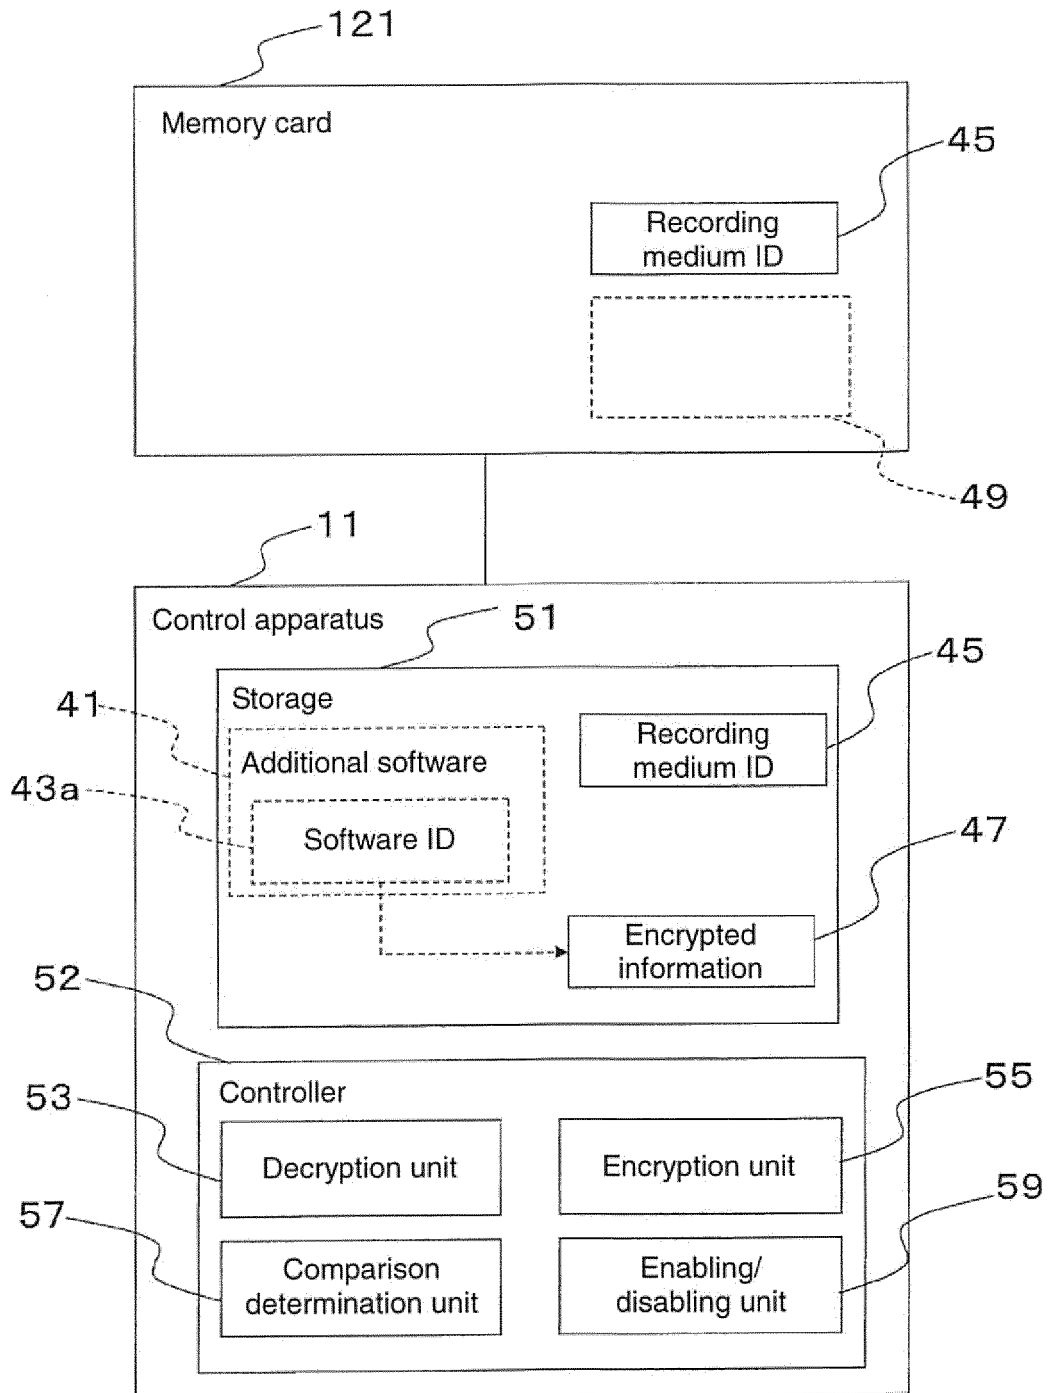 121
Memory card
45
Recording
medium ID
49
11
Control apparatus
51
45
Storage
41
Additional software
Recording
medium ID
43a
Software ID
47
Encrypted
information
52
Controller
55
53
Decryption unit
Encryption unit
57
59
Comparison
determination unit
Enabling/
disabling unit